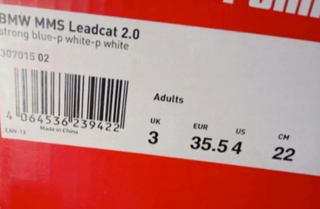 BMW MMS Leadcat 2.0
strong blue-p white-p white
307015 02
Adults
UK EUR US CM
3 35.5 4 22
4 064536 239422
EAN-13 Made in China